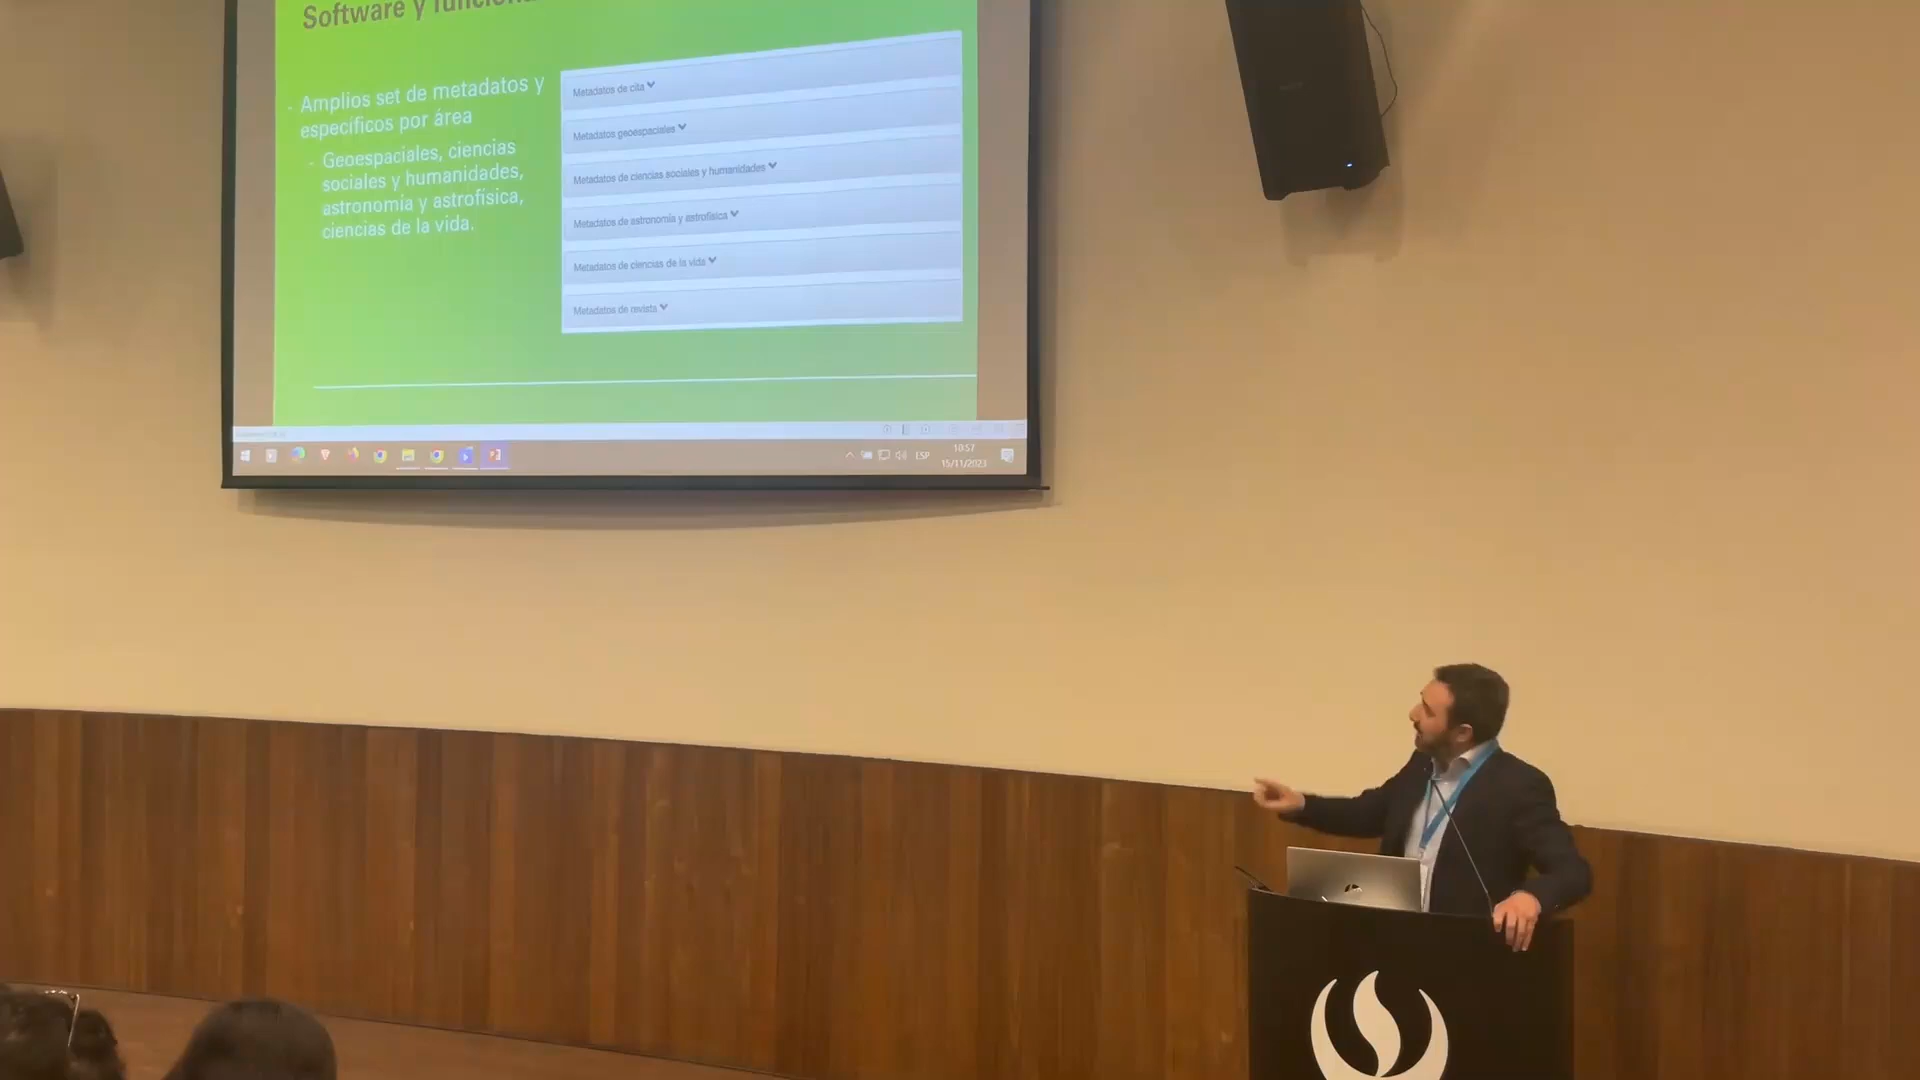 Software y
- Amplios set de metadatos y
específicos por área
- Geoespaciales, ciencias
sociales y humanidades,
astronomía y astrofísica,
ciencias de la vida.
Metadatos de cita
Metadatos geoespaciales
Metadatos de ciencias sociales y humanidades
Metadatos de astronomía y astrofísica
Metadatos de ciencias de la vida
Metadatos de revista
ESP
10:57
15/11/2023